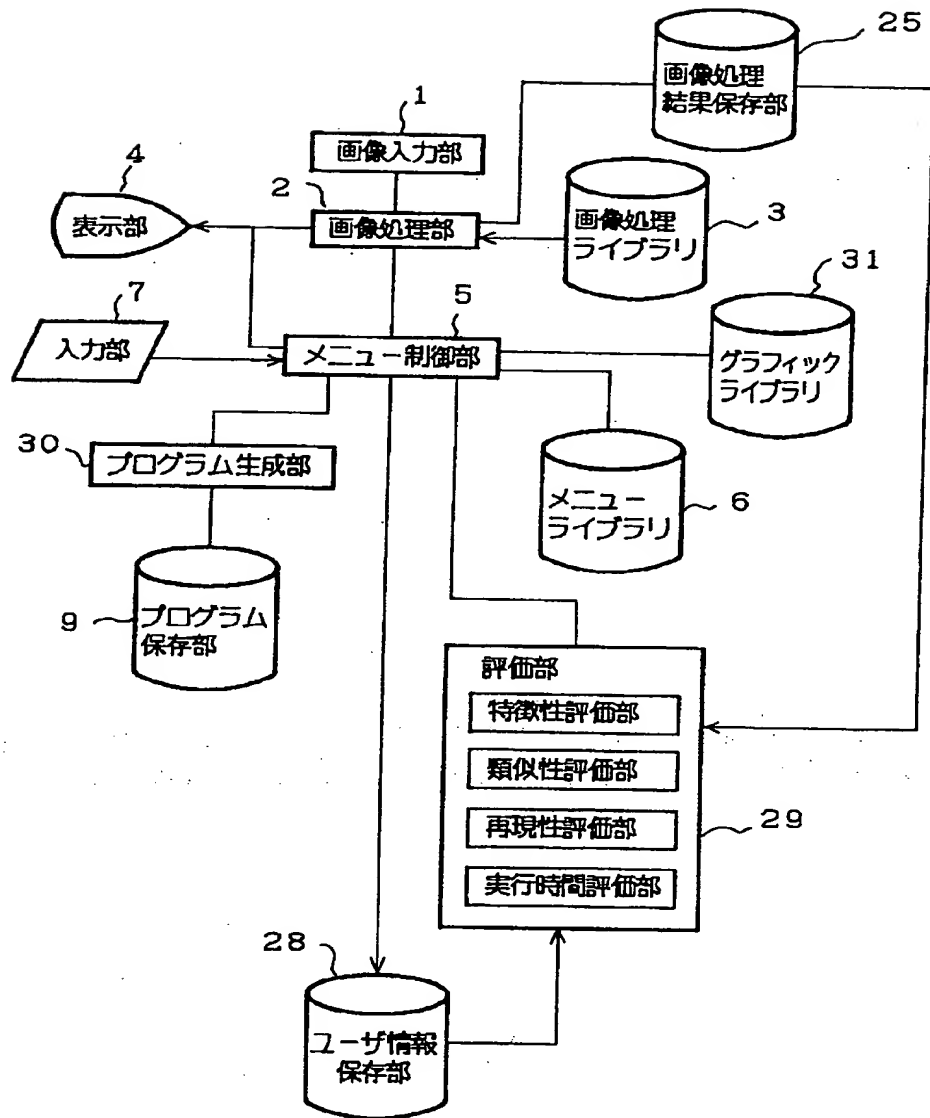 25
画像処理
結果保存部
1
画像入力部
4
表示部
2
画像処理部
画像処理
ライブラリ
3
31
7
入力部
5
メニュー制御部
グラフィック
ライブラリ
30
プログラム生成部
メニュー
ライブラリ
6
9
プログラム
保存部
評価部
特徴性評価部
類似性評価部
再現性評価部
実行時間評価部
29
28
ユーザ情報
保存部